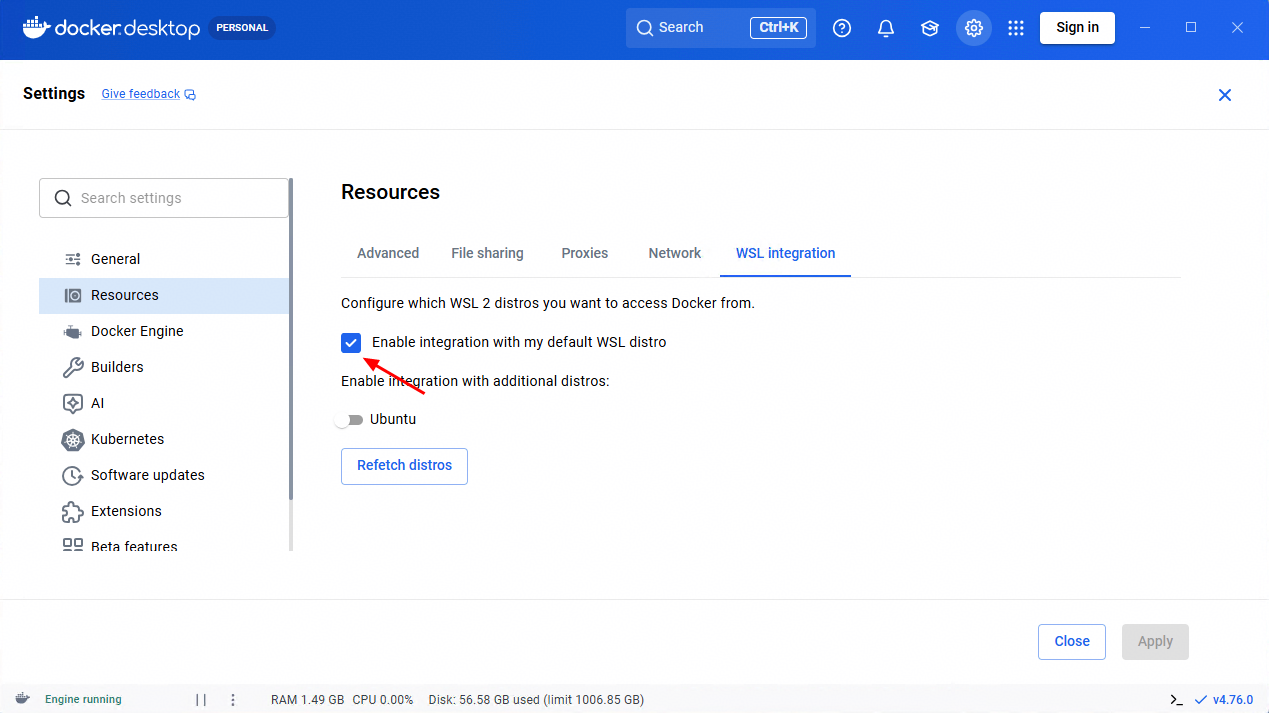 docker.desktop PERSONAL Search Ctrl+K Sign in
Settings Give feedback
Search settings
General
Resources
Docker Engine
Builders
AI
Kubernetes
Software updates
Extensions
Beta features
Resources
Advanced File sharing Proxies Network WSL integration
Configure which WSL 2 distros you want to access Docker from.
Enable integration with my default WSL distro
Enable integration with additional distros:
Ubuntu
Refetch distros
Close Apply
Engine running RAM 1.49 GB CPU 0.00% Disk: 56.58 GB used (limit 1006.85 GB) v4.76.0